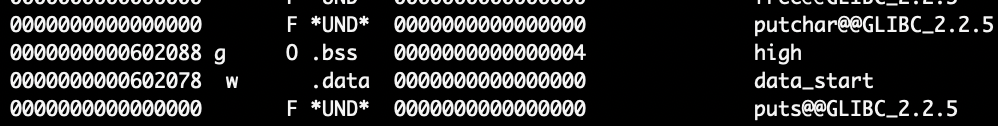 0000000000000000       F *UND*  0000000000000000              putchar@@GLIBC_2.2.5
0000000000602088 g     O .bss   0000000000000004              high
0000000000602078  w      .data  0000000000000000              data_start
0000000000000000       F *UND*  0000000000000000              puts@@GLIBC_2.2.5